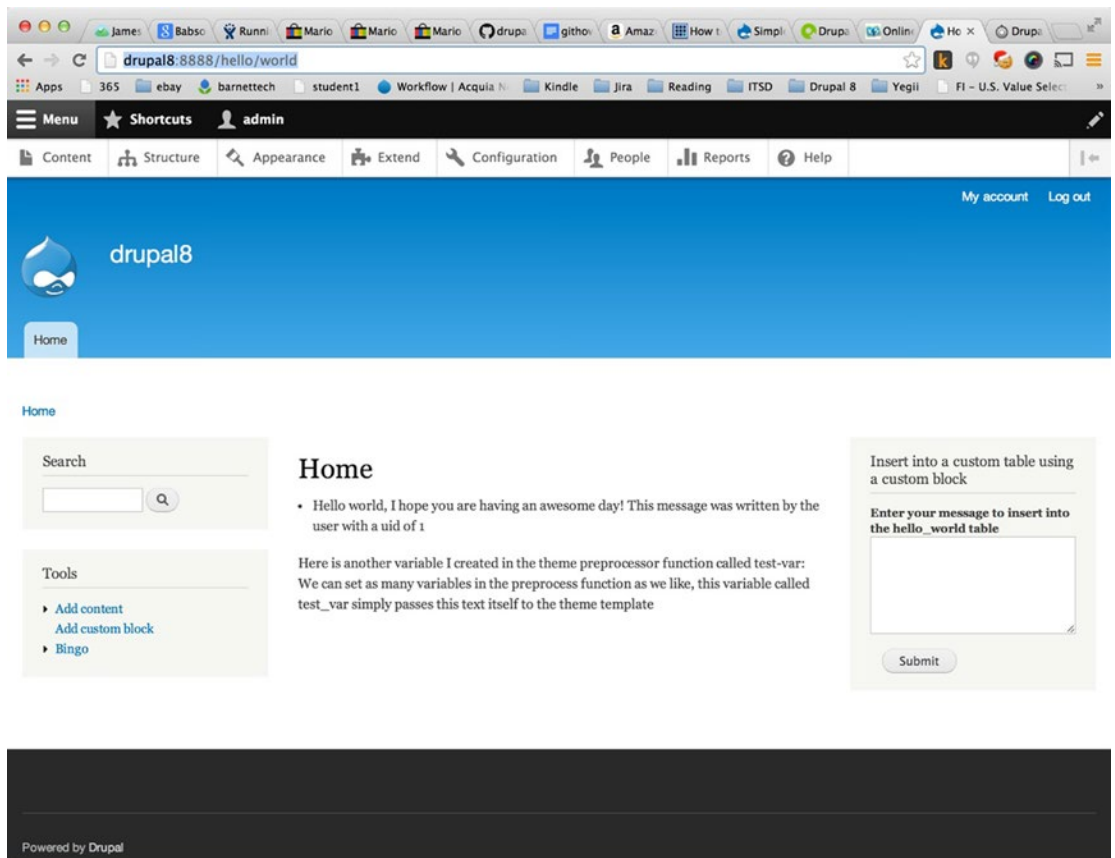 James
Babso
Runni
Mario
Mario
Mario
drupa
githov
Amaz
How t
Simpl
Drupa
Onlin
Ho
Drupa
drupal8:8888/hello/world
Apps 365 ebay barnettech student1 Workflow | Acquia N Kindle Jira Reading ITSD Drupal 8 Yegii FI – U.S. Value Select »
Menu Shortcuts admin
Content Structure Appearance Extend Configuration People Reports Help
My account Log out
drupal8
Home
Home
Search
Tools
Add content
Add custom block
Bingo
Home
• Hello world, I hope you are having an awesome day! This message was written by the
user with a uid of 1
Here is another variable I created in the theme preprocessor function called test-var:
We can set as many variables in the preprocess function as we like, this variable called
test_var simply passes this text itself to the theme template
Insert into a custom table using
a custom block
Enter your message to insert into
the hello_world table
Submit
Powered by Drupal